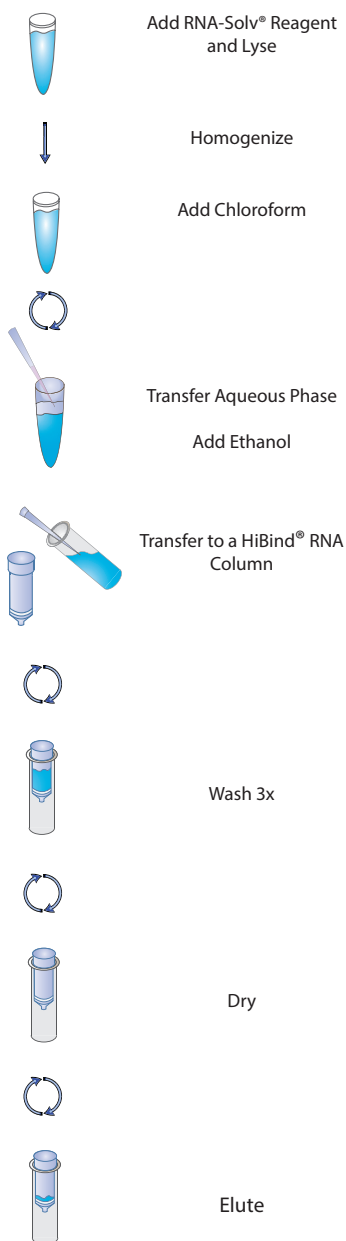 Add RNA-Solv® Reagent
and Lyse
Homogenize
Add Chloroform
Transfer Aqueous Phase
Add Ethanol
Transfer to a HiBind® RNA
Column
Wash 3x
Dry
Elute